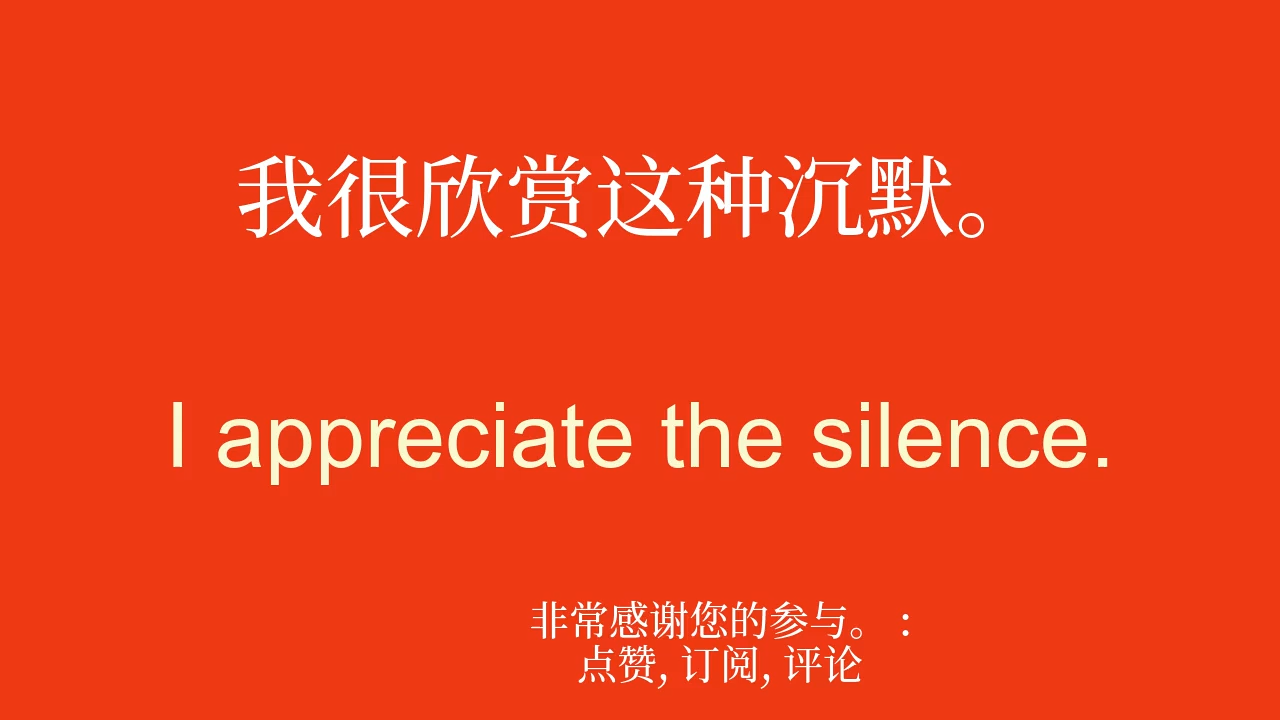 我很欣赏这种沉默。
I appreciate the silence.
非常感谢您的参与。 :
点赞, 订阅, 评论